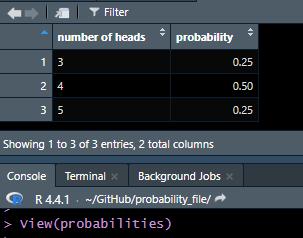 Filter
number of heads probability
1 3 0.25
2 4 0.50
3 5 0.25
Showing 1 to 3 of 3 entries, 2 total columns
Console Terminal × Background Jobs ×
R 4.4.1 · ~/GitHub/probability_file/
>
> View(probabilities)